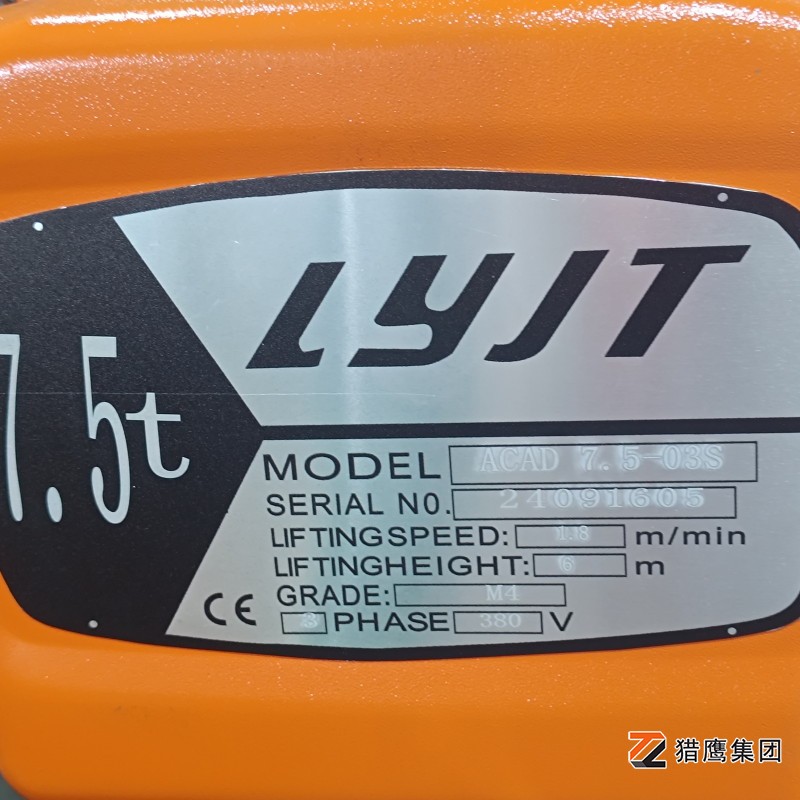 LYJT
7.5t
MODEL ACAD 7.5-03S
SERIAL NO. 24091605
LIFTINGSPEED: 1.8 m/min
LIFTINGHEIGHT: 6 m
GRADE: M4
CE 3 PHASE 380 V
猎鹰集团